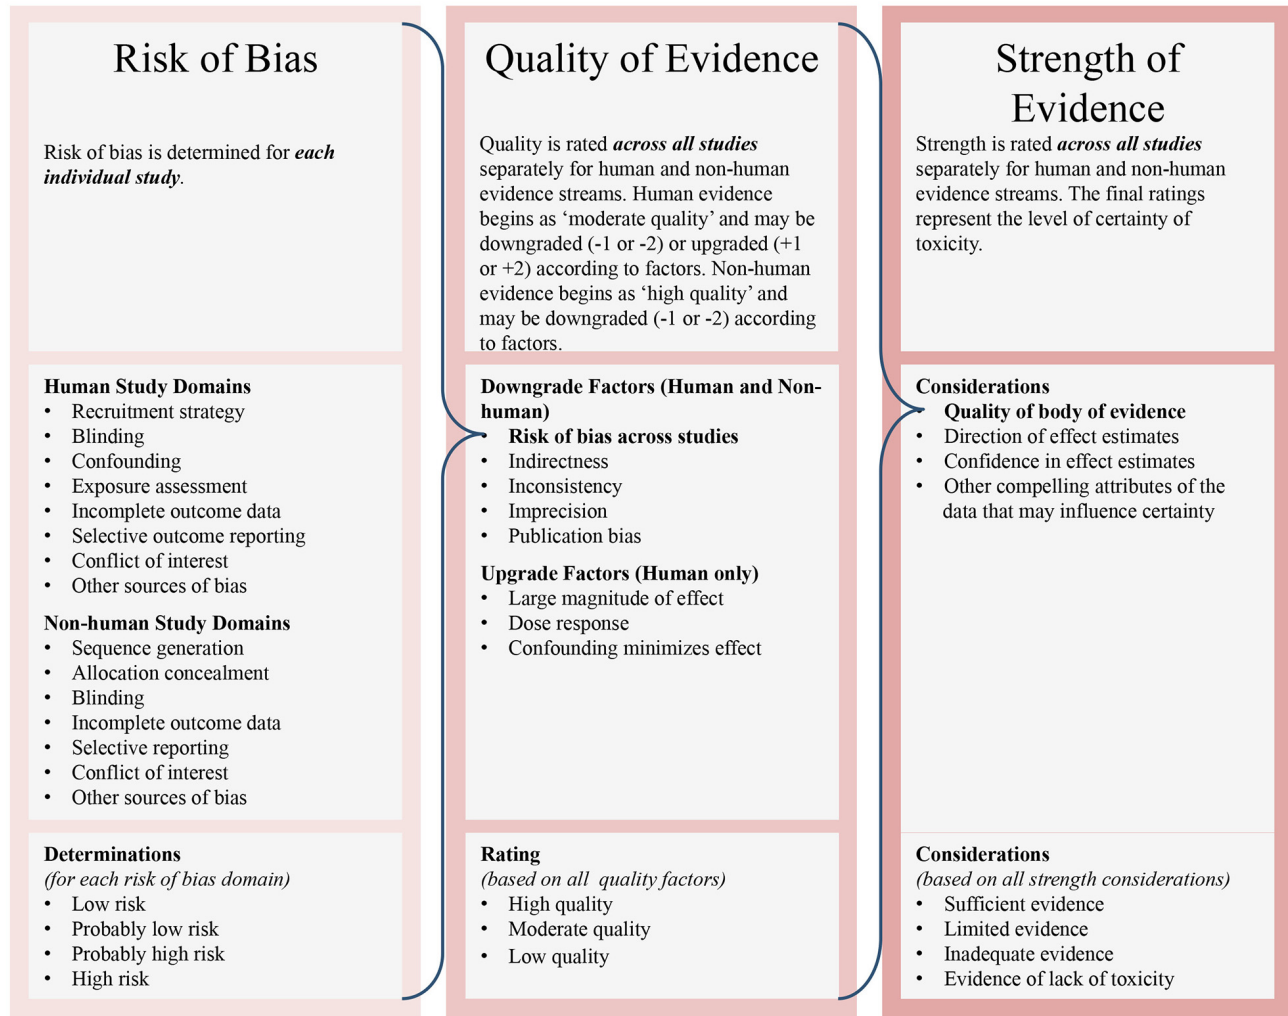 Risk of Bias
Risk of bias is determined for each
individual study.
Human Study Domains
• Recruitment strategy
• Blinding
• Confounding
• Exposure assessment
• Incomplete outcome data
• Selective outcome reporting
• Conflict of interest
• Other sources of bias
Non-human Study Domains
• Sequence generation
• Allocation concealment
• Blinding
• Incomplete outcome data
• Selective reporting
• Conflict of interest
• Other sources of bias
Determinations
(for each risk of bias domain)
• Low risk
• Probably low risk
• Probably high risk
• High risk
Quality of Evidence
Quality is rated across all studies
separately for human and non-human
evidence streams. Human evidence
begins as ‘moderate quality’ and may be
downgraded (-1 or -2) or upgraded (+1
or +2) according to factors. Non-human
evidence begins as ‘high quality’ and
may be downgraded (-1 or -2) according
to factors.
Downgrade Factors (Human and Non-
human)
• Risk of bias across studies
• Indirectness
• Inconsistency
• Imprecision
• Publication bias
Upgrade Factors (Human only)
• Large magnitude of effect
• Dose response
• Confounding minimizes effect
Rating
(based on all quality factors)
• High quality
• Moderate quality
• Low quality
Strength of
Evidence
Strength is rated across all studies
separately for human and non-human
evidence streams. The final ratings
represent the level of certainty of
toxicity.
Considerations
• Quality of body of evidence
• Direction of effect estimates
• Confidence in effect estimates
• Other compelling attributes of the
data that may influence certainty
Considerations
(based on all strength considerations)
• Sufficient evidence
• Limited evidence
• Inadequate evidence
• Evidence of lack of toxicity